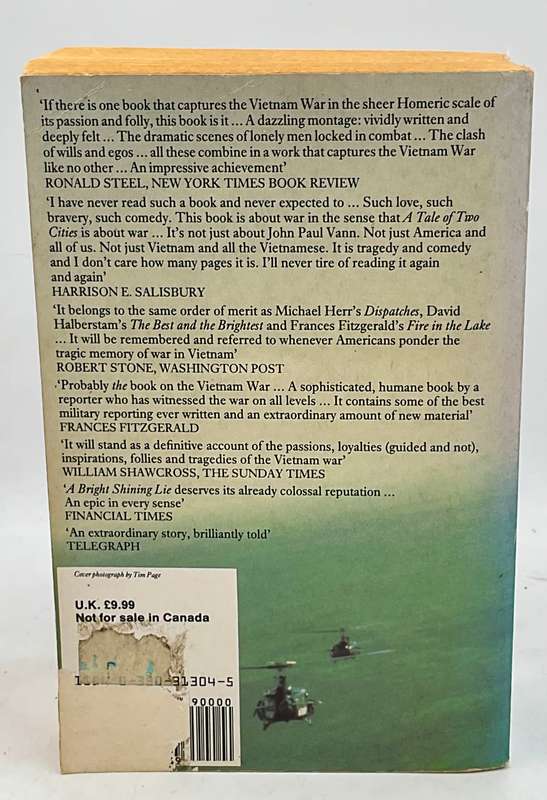 ‘If there is one book that captures the Vietnam War in the sheer Homeric scale of
its passion and folly, this book is it ... A dazzling montage: vividly written and
deeply felt ... The dramatic scenes of lonely men locked in combat ... The clash
of wills and egos ... all these combine in a work that captures the Vietnam War
like no other ... An impressive achievement’
RONALD STEEL, NEW YORK TIMES BOOK REVIEW
‘I have never read such a book and never expected to ... Such love, such
bravery, such comedy. This book is about war in the sense that A Tale of Two
Cities is about war ... It’s not just about John Paul Vann. Not just America and
all of us. Not just Vietnam and all the Vietnamese. It is tragedy and comedy
and I don’t care how many pages it is. I’ll never tire of reading it again
and again’
HARRISON E. SALISBURY
‘It belongs to the same order of merit as Michael Herr’s Dispatches, David
Halberstam’s The Best and the Brightest and Frances Fitzgerald’s Fire in the Lake
... It will be remembered and referred to whenever Americans ponder the
tragic memory of war in Vietnam’
ROBERT STONE, WASHINGTON POST
‘Probably the book on the Vietnam War ... A sophisticated, humane book by a
reporter who has witnessed the war on all levels ... It contains some of the best
military reporting ever written and an extraordinary amount of new material’
FRANCES FITZGERALD
‘It will stand as a definitive account of the passions, loyalties (guided and not),
inspirations, follies and tragedies of the Vietnam war’
WILLIAM SHAWCROSS, THE SUNDAY TIMES
‘A Bright Shining Lie deserves its already colossal reputation ...
An epic in every sense’
FINANCIAL TIMES
‘An extraordinary story, brilliantly told’
TELEGRAPH
Cover photograph by Tim Page
U.K. £9.99
Not for sale in Canada
31304-5
90000